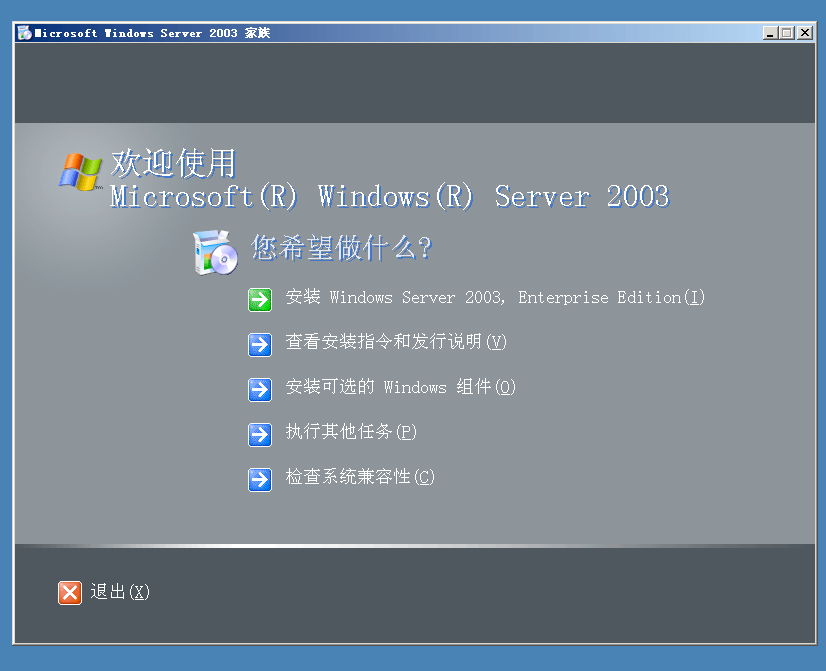 Microsoft Windows Server 2003 家族
欢迎使用
Microsoft(R) Windows(R) Server 2003
您希望做什么?
安装 Windows Server 2003, Enterprise Edition(I)
查看安装指令和发行说明(V)
安装可选的 Windows 组件(O)
执行其他任务(P)
检查系统兼容性(C)
退出(X)